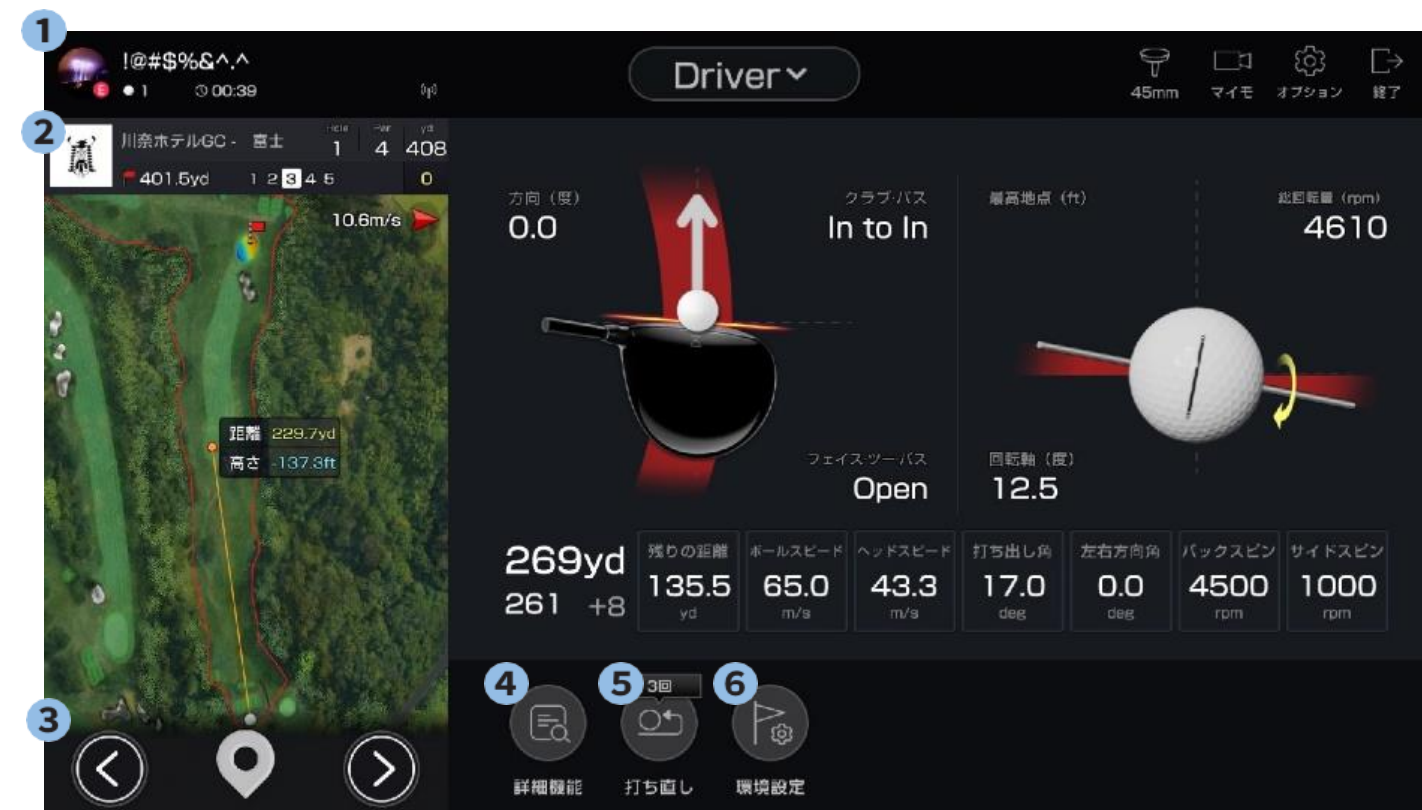 1
!@#$%&^.^
E
1 00:39
Driver
45mm マイモ オプション 終了
2
川奈ホテルGC - 富士
Hole Par yd
1 4 408
401.5yd 1 2 3 4 5 0
10.6m/s
距離 229.7yd
高さ -137.3ft
3
方向 (度)
0.0
クラブ·パス
In to In
フェイス·ツー·パス
Open
最高地点 (ft)
総回転量 (rpm)
4610
回転軸 (度)
12.5
269yd
261 +8
残りの距離
135.5
yd
ボールスピード
65.0
m/s
ヘッドスピード
43.3
m/s
打ち出し角
17.0
deg
左右方向角
0.0
deg
バックスピン
4500
rpm
サイドスピン
1000
rpm
4
詳細機能
5
3回
打ち直し
6
環境設定